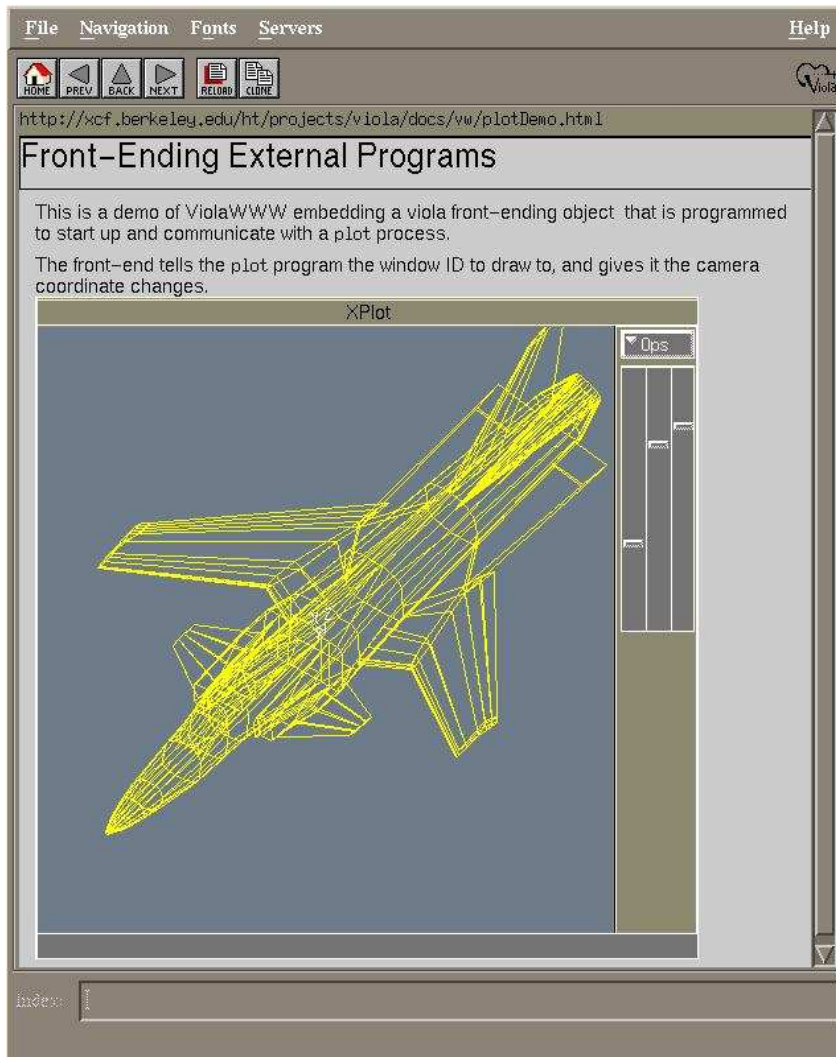 File Navigation Fonts Servers Help
HOME PREV BACK NEXT RELOAD CLONE Viola
http://xcf.berkeley.edu/ht/projects/viola/docs/vw/plotDemo.html
Front-Ending External Programs
This is a demo of ViolaWWW embedding a viola front-ending object that is programmed
to start up and communicate with a plot process.
The front-end tells the plot program the window ID to draw to, and gives it the camera
coordinate changes.
XPlot
Ops
Index: